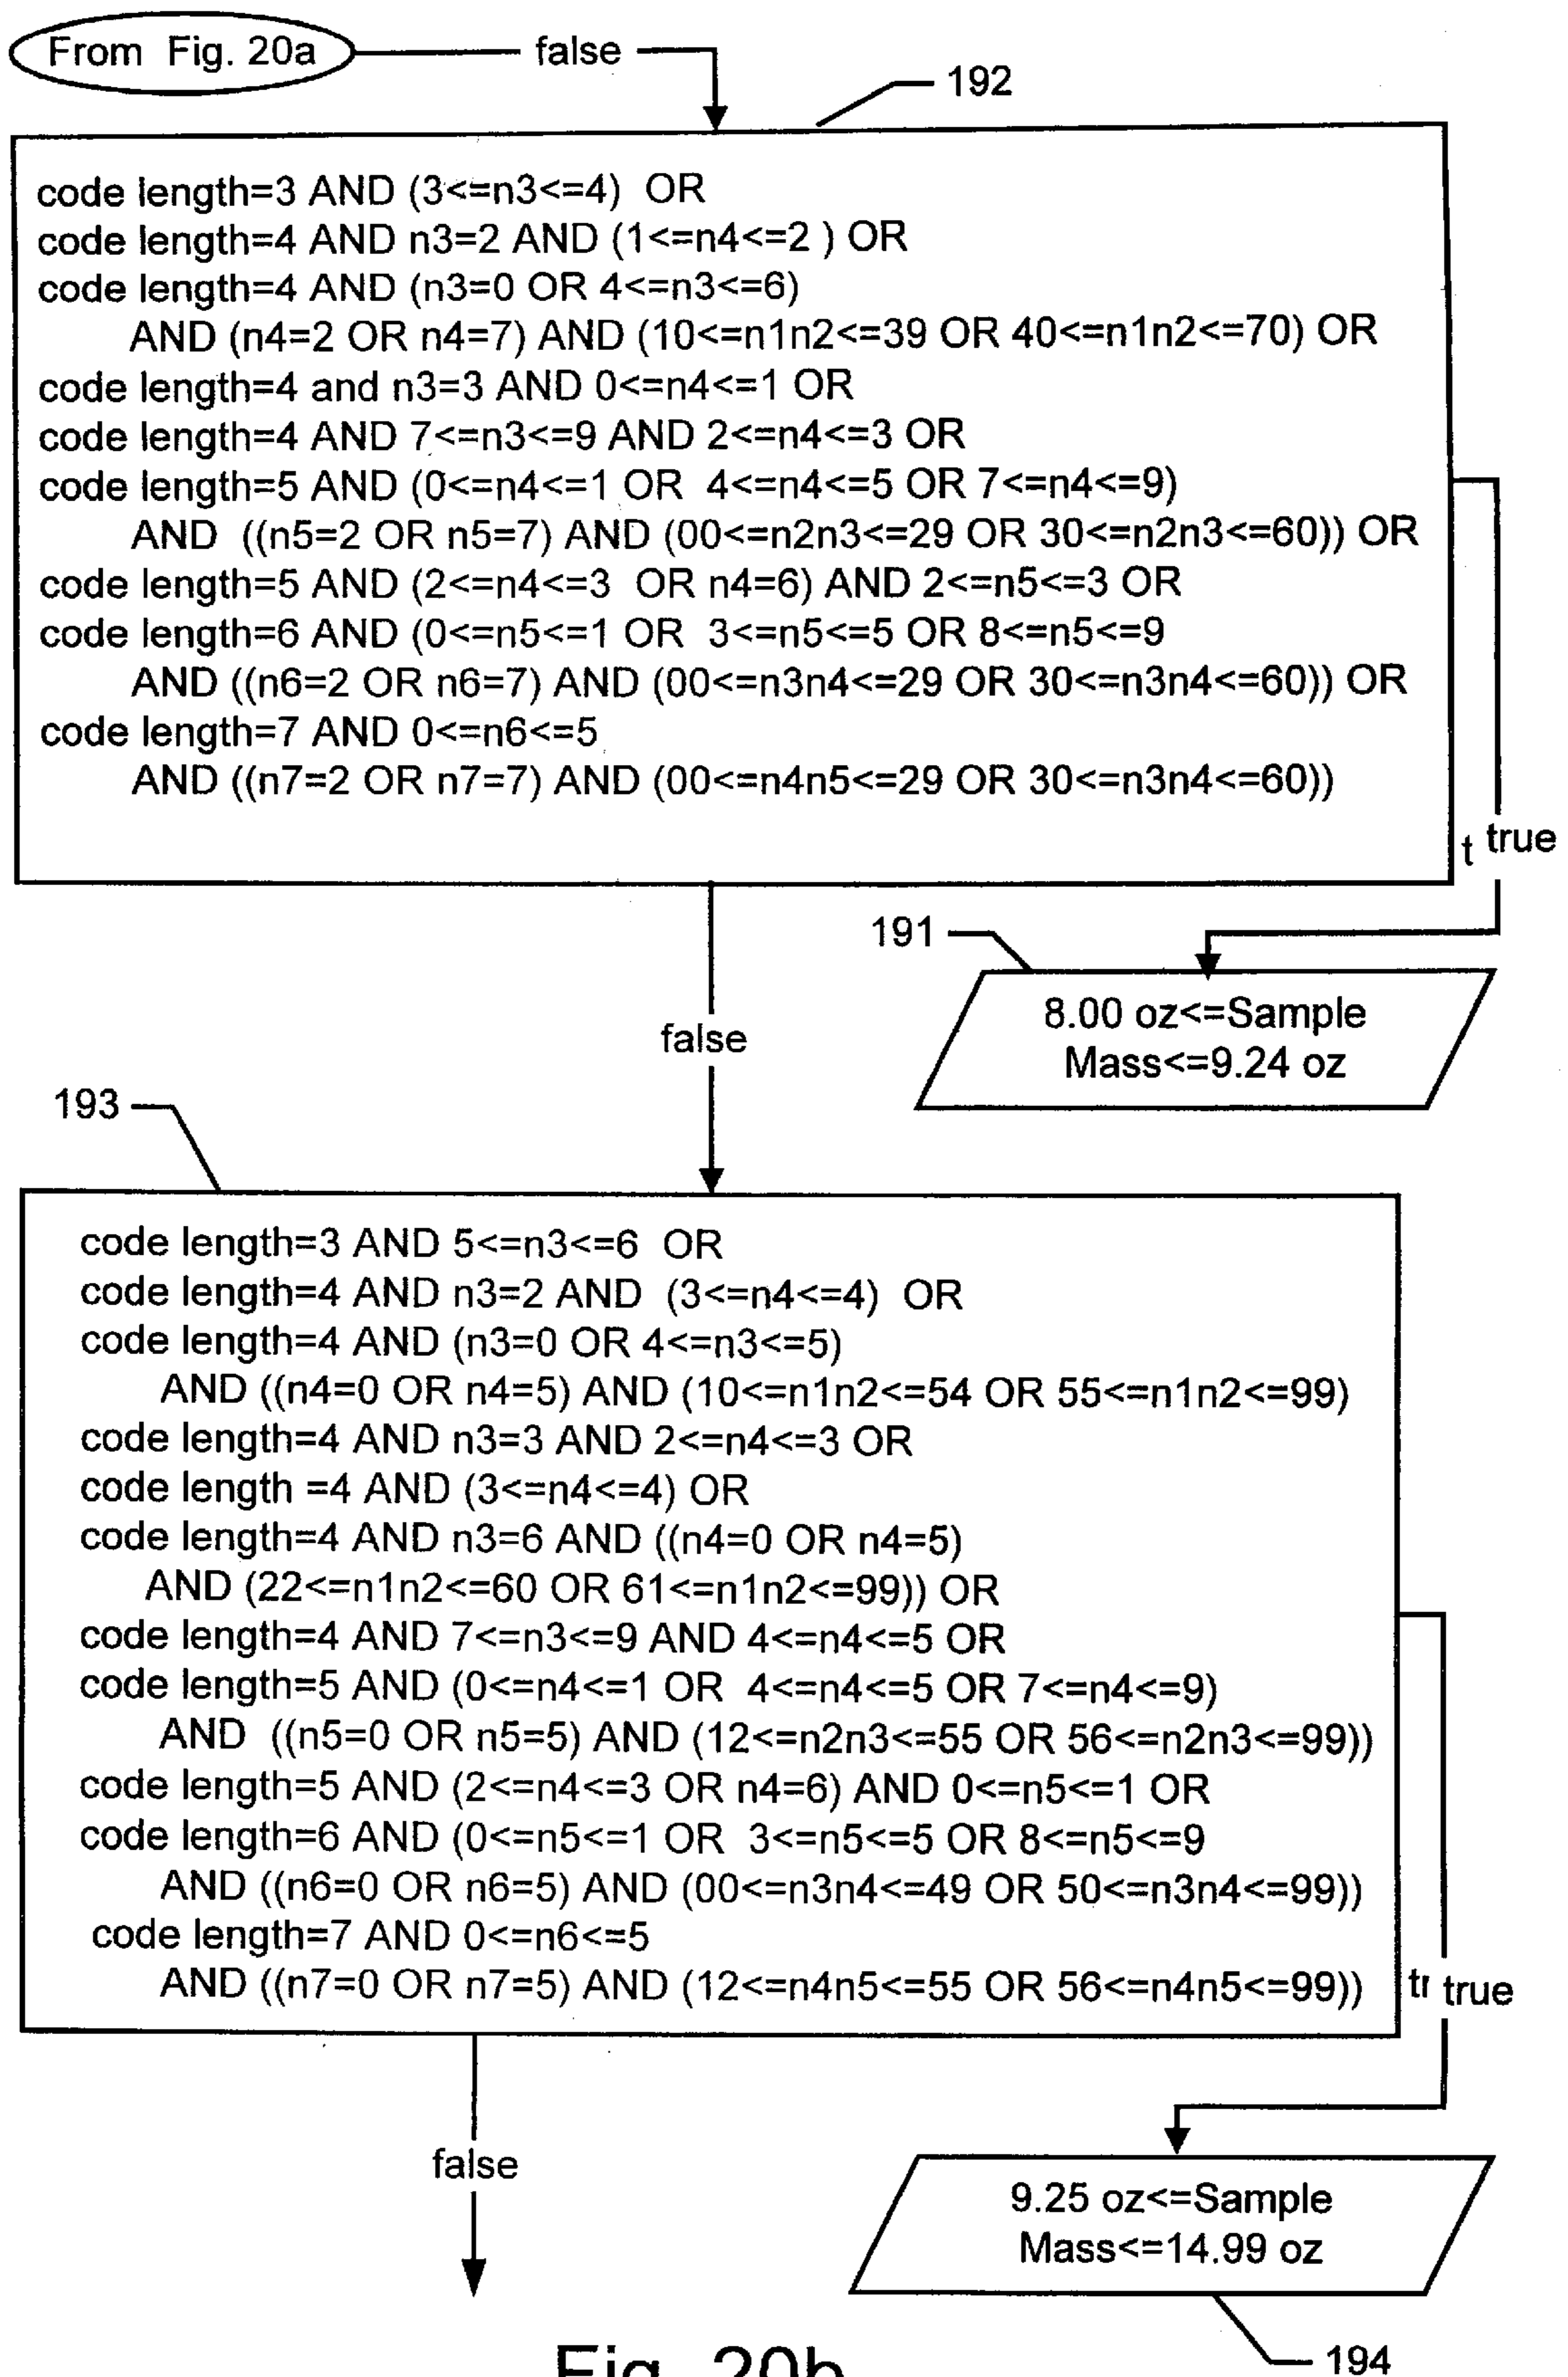 From Fig. 20a
false
192
code length=3 AND (3<=n3<=4) OR
code length=4 AND n3=2 AND (1<=n4<=2 ) OR
code length=4 AND (n3=0 OR 4<=n3<=6)
AND (n4=2 OR n4=7) AND (10<=n1n2<=39 OR 40<=n1n2<=70) OR
code length=4 and n3=3 AND 0<=n4<=1 OR
code length=4 AND 7<=n3<=9 AND 2<=n4<=3 OR
code length=5 AND (0<=n4<=1 OR 4<=n4<=5 OR 7<=n4<=9)
AND ((n5=2 OR n5=7) AND (00<=n2n3<=29 OR 30<=n2n3<=60)) OR
code length=5 AND (2<=n4<=3 OR n4=6) AND 2<=n5<=3 OR
code length=6 AND (0<=n5<=1 OR 3<=n5<=5 OR 8<=n5<=9
AND ((n6=2 OR n6=7) AND (00<=n3n4<=29 OR 30<=n3n4<=60)) OR
code length=7 AND 0<=n6<=5
AND ((n7=2 OR n7=7) AND (00<=n4n5<=29 OR 30<=n3n4<=60))
t true
191
8.00 oz<=Sample
Mass<=9.24 oz
false
193
code length=3 AND 5<=n3<=6 OR
code length=4 AND n3=2 AND (3<=n4<=4) OR
code length=4 AND (n3=0 OR 4<=n3<=5)
AND ((n4=0 OR n4=5) AND (10<=n1n2<=54 OR 55<=n1n2<=99)
code length=4 AND n3=3 AND 2<=n4<=3 OR
code length =4 AND (3<=n4<=4) OR
code length=4 AND n3=6 AND ((n4=0 OR n4=5)
AND (22<=n1n2<=60 OR 61<=n1n2<=99)) OR
code length=4 AND 7<=n3<=9 AND 4<=n4<=5 OR
code length=5 AND (0<=n4<=1 OR 4<=n4<=5 OR 7<=n4<=9)
AND ((n5=0 OR n5=5) AND (12<=n2n3<=55 OR 56<=n2n3<=99))
code length=5 AND (2<=n4<=3 OR n4=6) AND 0<=n5<=1 OR
code length=6 AND (0<=n5<=1 OR 3<=n5<=5 OR 8<=n5<=9
AND ((n6=0 OR n6=5) AND (00<=n3n4<=49 OR 50<=n3n4<=99))
code length=7 AND 0<=n6<=5
AND ((n7=0 OR n7=5) AND (12<=n4n5<=55 OR 56<=n4n5<=99))
tr true
false
9.25 oz<=Sample
Mass<=14.99 oz
194
Fig. 20b